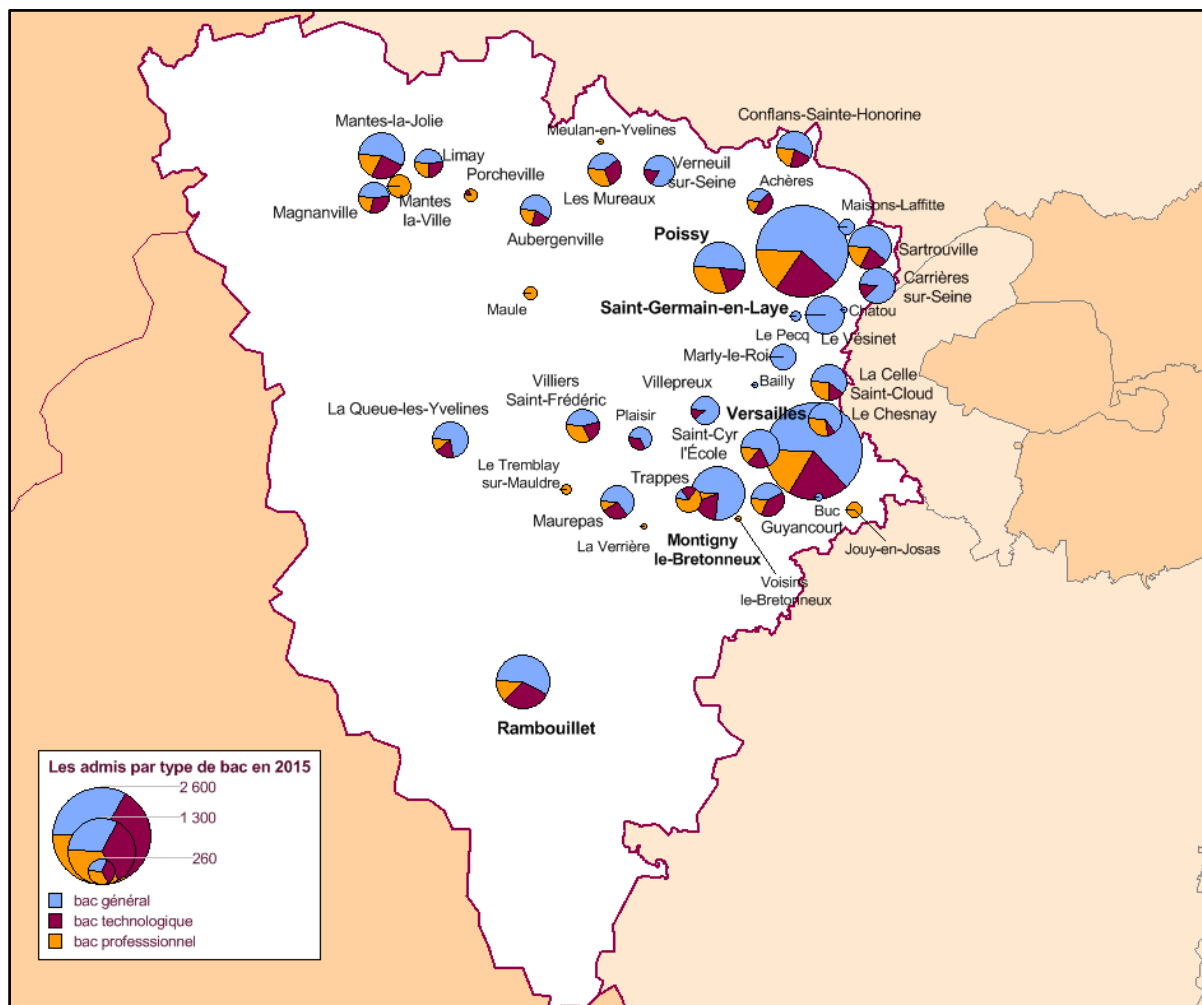 Conflans-Sainte-Honorine
Mantes-la-Jolie
Meulan-en-Yvelines
Limay
Verneuil
sur-Seine
Porcheville
Achères
Les Mureaux
Mantes
la-Ville
Magnanville
Maisons-Laffitte
Aubergenville
Poissy
Sartrouville
Carrières
sur-Seine
Maule
Saint-Germain-en-Laye
Chatou
Le Pecq
Le Vésinet
Marly-le-Roi
La Celle
Saint-Cloud
Villiers
Saint-Frédéric
Villepreux
Bailly
La Queue-les-Yvelines
Plaisir
Versailles
Le Chesnay
Saint-Cyr
l'École
Le Tremblay
sur-Mauldre
Trappes
Maurepas
Buc
Guyancourt
La Verrière
Montigny
le-Bretonneux
Jouy-en-Josas
Voisins
le-Bretonneux
Rambouillet
Les admis par type de bac en 2015
2 600
1 300
260
bac général
bac technologique
bac professsionnel